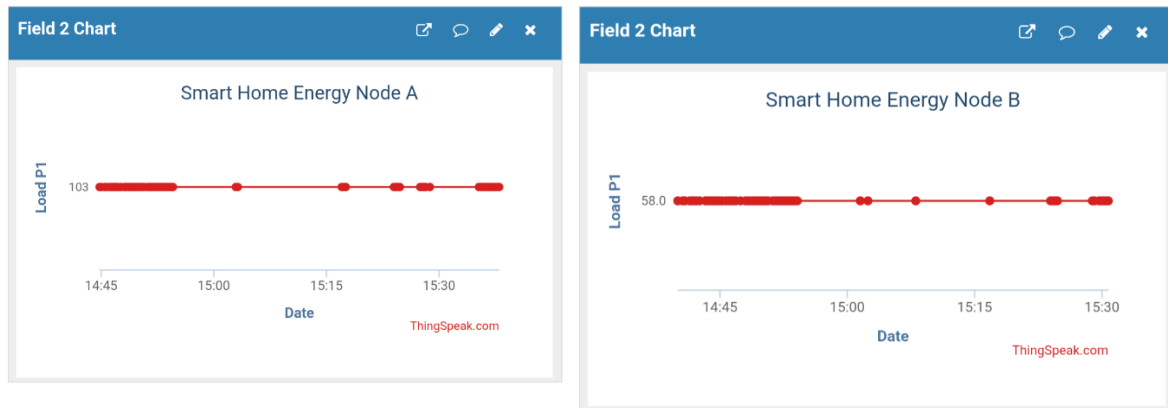 Field 2 Chart
Smart Home Energy Node A
Load P1
103
14:45 15:00 15:15 15:30
Date
ThingSpeak.com
Field 2 Chart
Smart Home Energy Node B
Load P1
58.0
14:45 15:00 15:15 15:30
Date
ThingSpeak.com